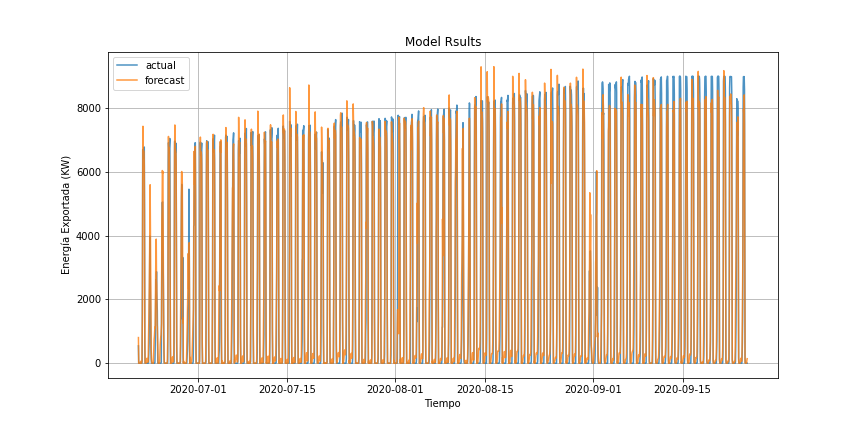 Model Rsults
actual
forecast
8000
6000
4000
2000
0
Energía Exportada (KW)
2020-07-01
2020-07-15
2020-08-01
2020-08-15
2020-09-01
2020-09-15
Tiempo